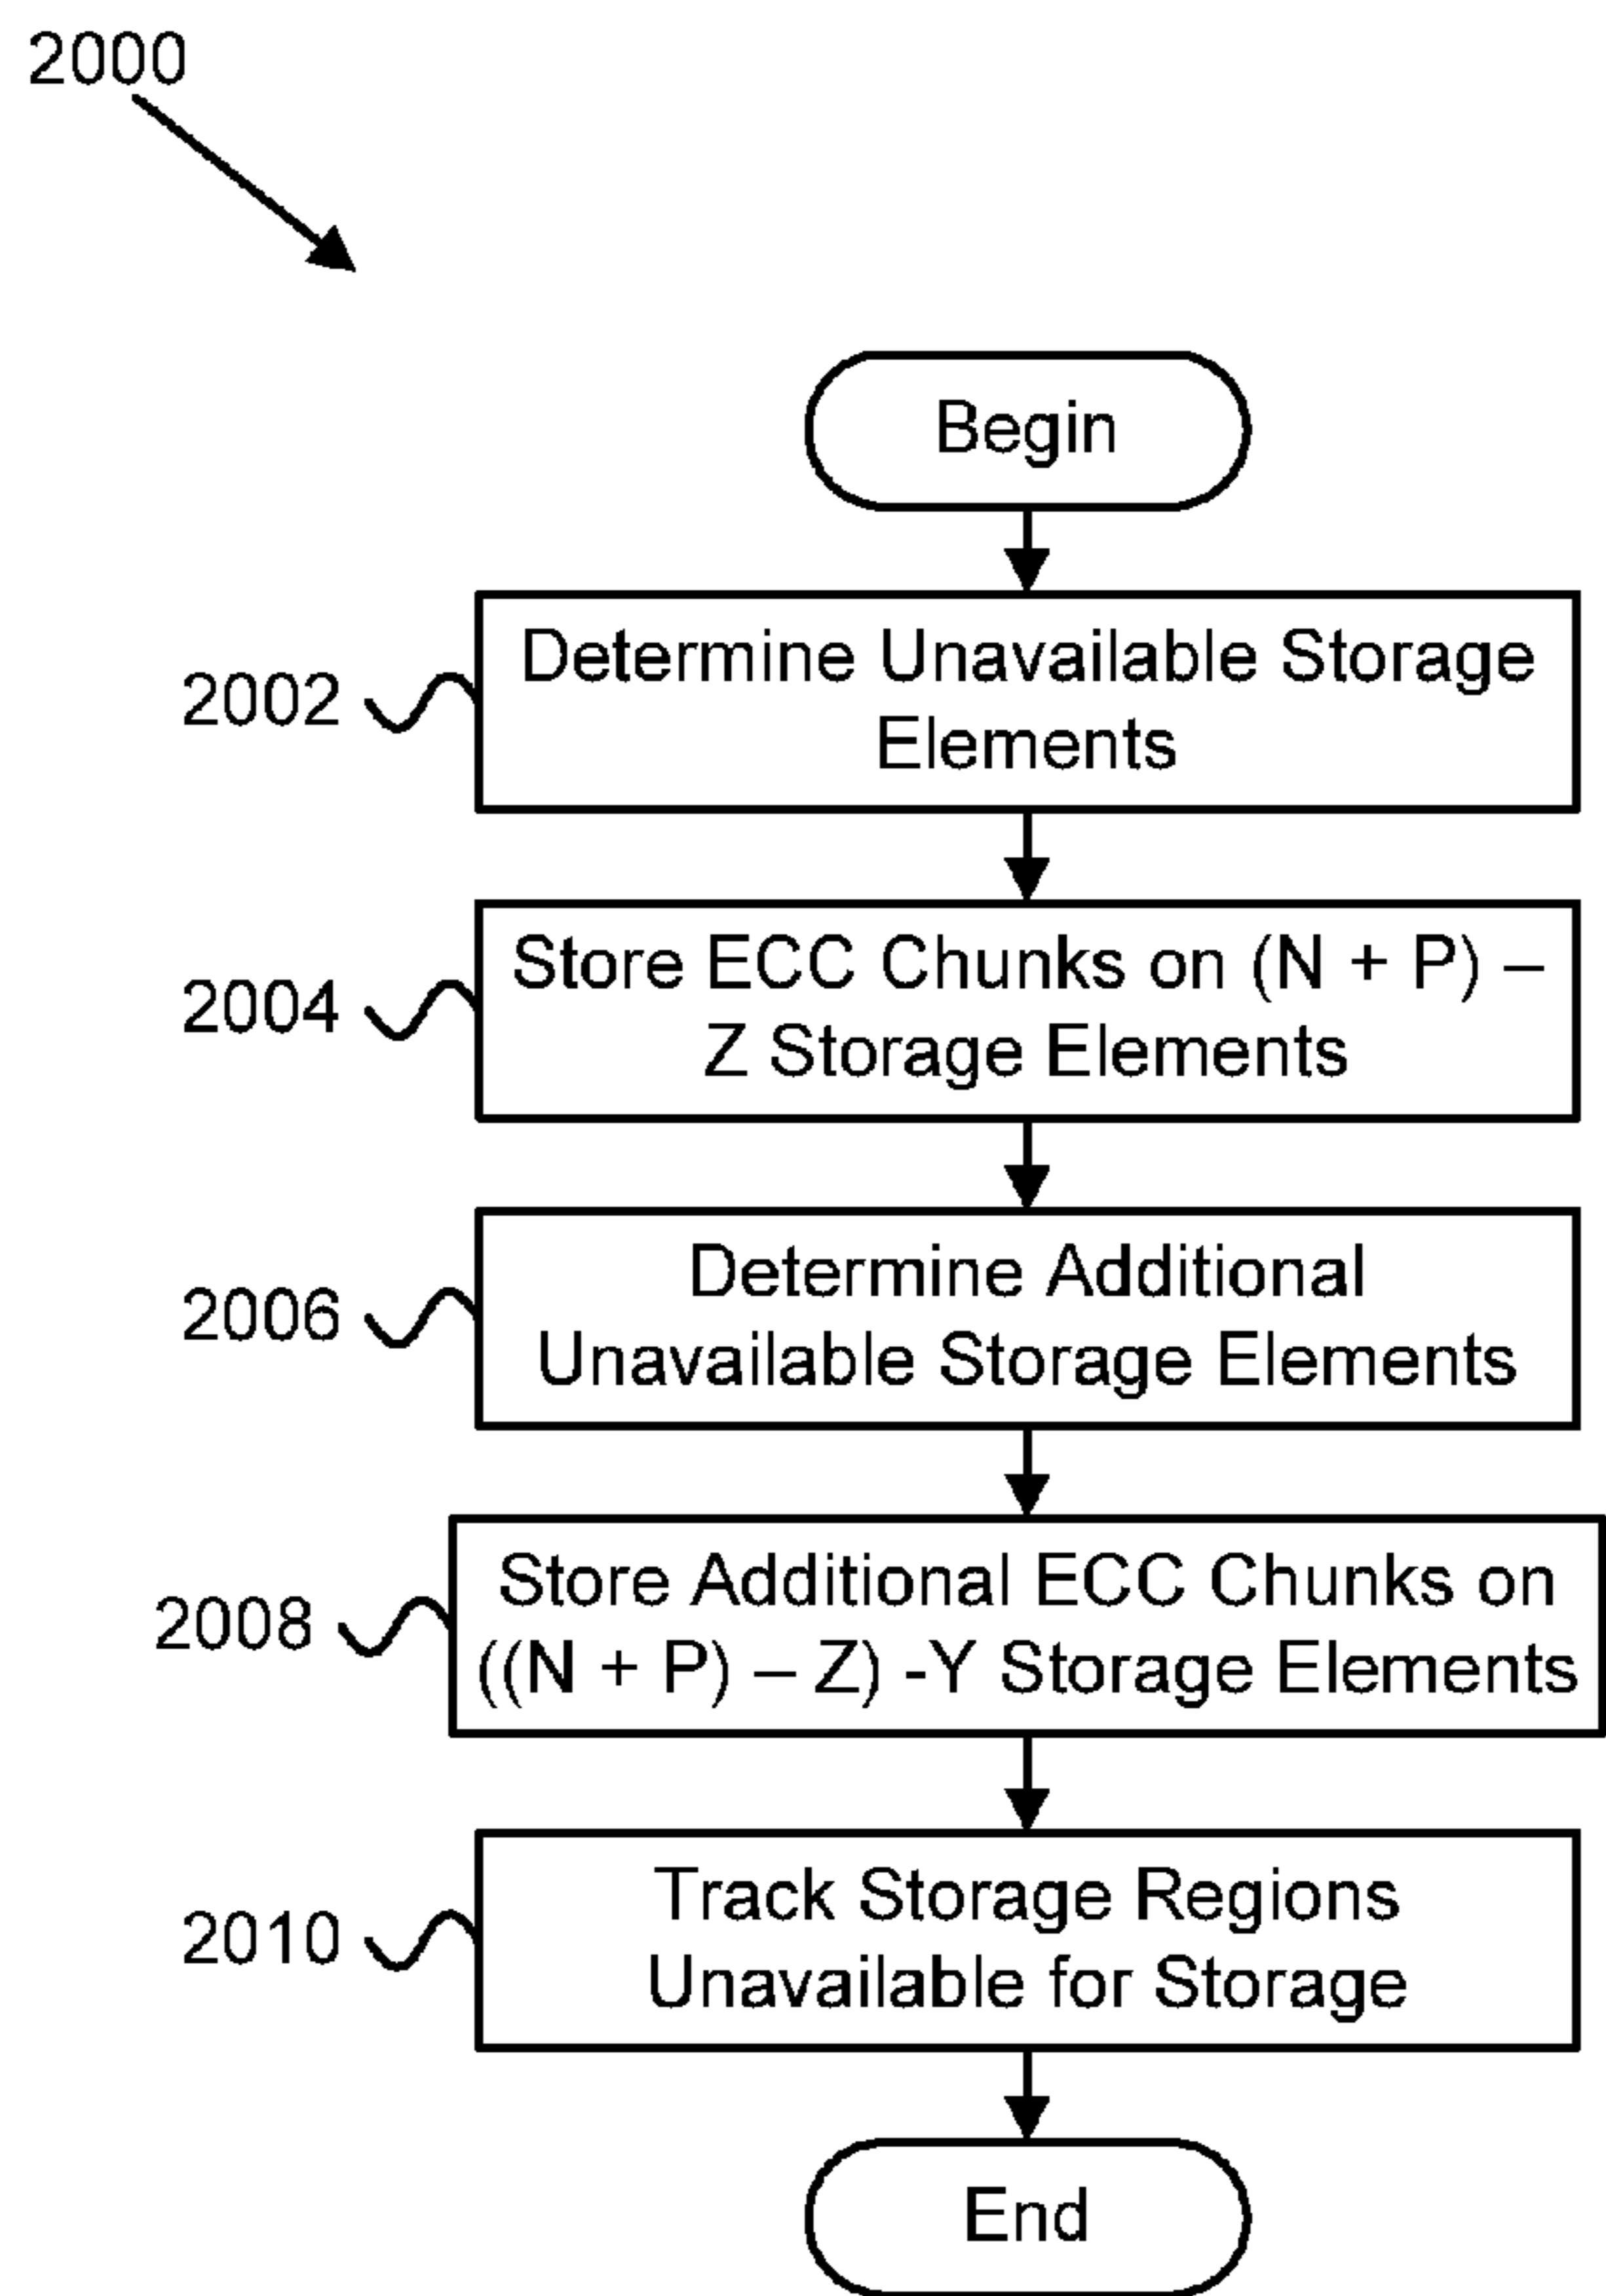 2000
Begin
2002
Determine Unavailable Storage
Elements
2004
Store ECC Chunks on (N + P) –
Z Storage Elements
2006
Determine Additional
Unavailable Storage Elements
2008
Store Additional ECC Chunks on
((N + P) – Z) -Y Storage Elements
2010
Track Storage Regions
Unavailable for Storage
End